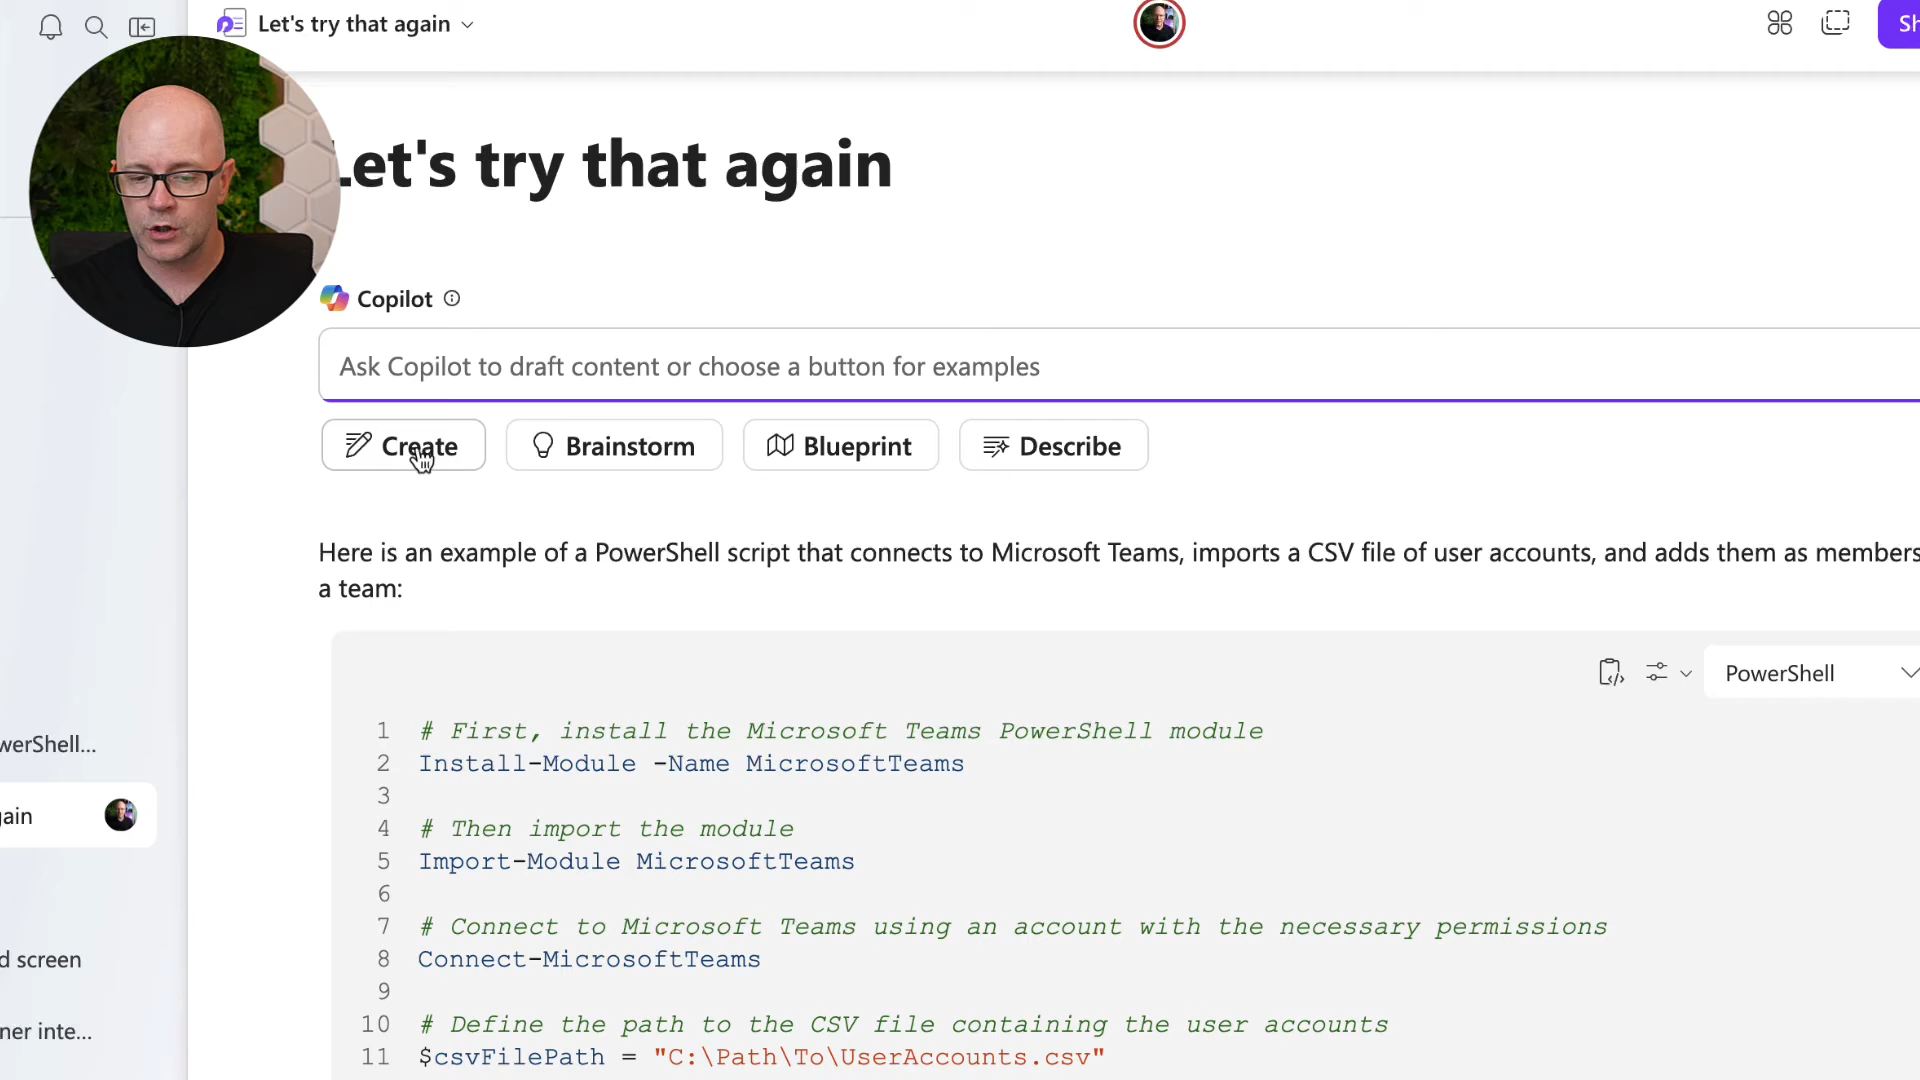 Let's try that again
Sh
Let's try that again
Copilot
Ask Copilot to draft content or choose a button for examples
Create
Brainstorm
Blueprint
Describe
Here is an example of a PowerShell script that connects to Microsoft Teams, imports a CSV file of user accounts, and adds them as members
a team:
PowerShell
1 # First, install the Microsoft Teams PowerShell module
2 Install-Module -Name MicrosoftTeams
3
4 # Then import the module
5 Import-Module MicrosoftTeams
6
7 # Connect to Microsoft Teams using an account with the necessary permissions
8 Connect-MicrosoftTeams
9
10 # Define the path to the CSV file containing the user accounts
11 $csvFilePath = "C:\Path\To\UserAccounts.csv"
werShell...
gain
d screen
ner inte...